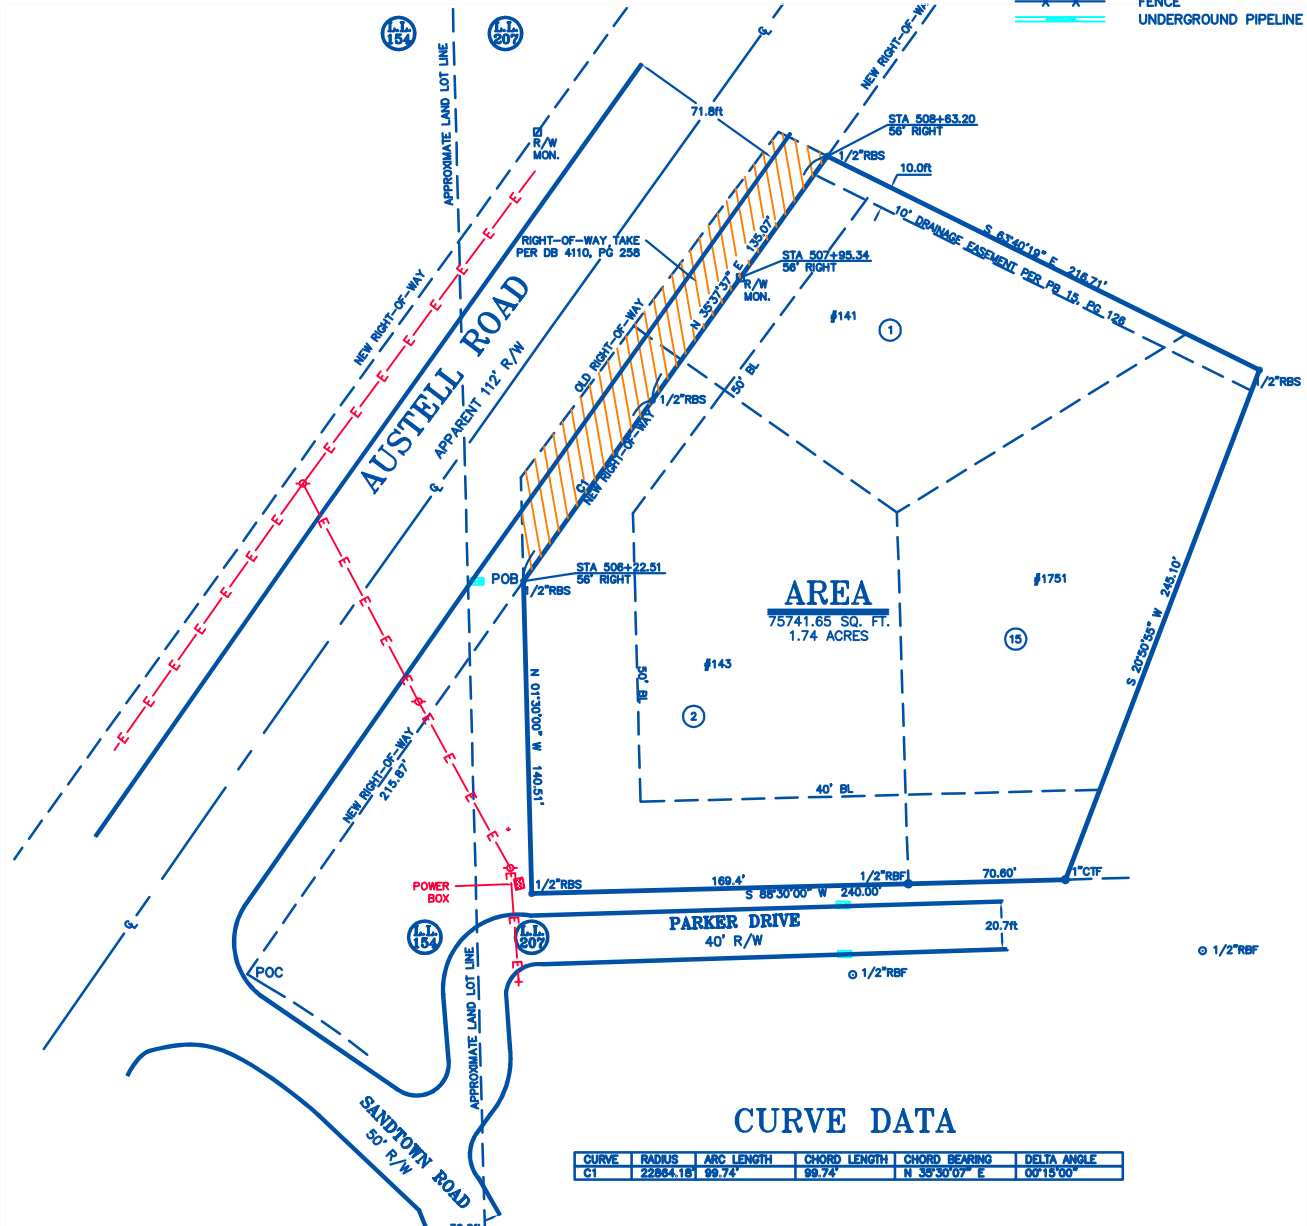 FENCE
UNDERGROUND PIPELINE
L.L.
154
L.L.
207
APPROXIMATE LAND LOT LINE
R/W
MON.
71.8ft
NEW RIGHT-OF-WAY
STA 508+63.20
56' RIGHT
1/2"RBS
10.0ft
S 63°40'19" E 216.71'
10' DRAINAGE EASEMENT PER PB 15, PG 126
RIGHT-OF-WAY TAKE
PER DB 4110, PG 258
N 35°37'37" E 135.07'
STA 507+95.34
56' RIGHT
R/W
MON.
#141
1
NEW RIGHT-OF-WAY
AUSTELL ROAD
APPARENT 112' R/W
OLD RIGHT-OF-WAY
50' BL
1/2"RBS
1/2"RBS
C1
NEW RIGHT-OF-WAY
E E E E E E E E E E E E E
STA 506+22.51
56' RIGHT
POB
1/2"RBS
AREA
75741.65 SQ. FT.
1.74 ACRES
#1751
15
#143
2
50' BL
N 01°30'00" W 140.51'
S 20°50'55" W 245.10'
NEW RIGHT-OF-WAY
215.87'
40' BL
POWER
BOX
1/2"RBS
169.4'
1/2"RBF
70.60'
1"CTF
S 88°30'00" W 240.00'
PARKER DRIVE
40' R/W
20.7ft
L.L.
154
L.L.
207
1/2"RBF
1/2"RBF
POC
APPROXIMATE LAND LOT LINE
SANDTOWN ROAD
50' R/W
CURVE DATA
CURVE RADIUS ARC LENGTH CHORD LENGTH CHORD BEARING DELTA ANGLE
C1 22864.18' 99.74' 99.74' N 35°30'07" E 00°15'00"